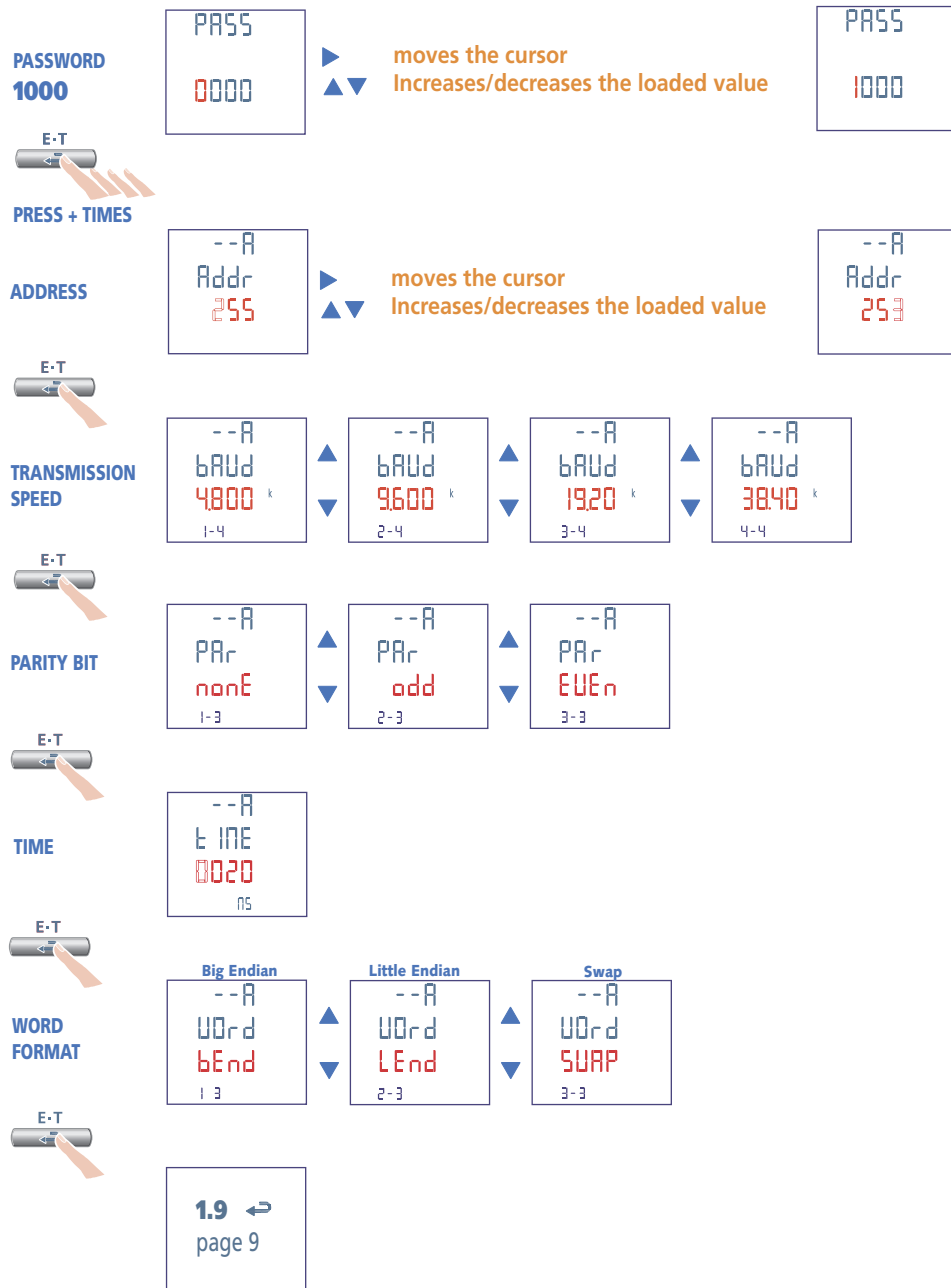 PASS PASS
PASSWORD ▶ moves the cursor
1000 0000 ▲▼ Increases/decreases the loaded value 1000
E·T
PRESS + TIMES
--A --A
ADDRESS Addr ▶ moves the cursor Addr
255 ▲▼ Increases/decreases the loaded value 253
E·T
--A --A --A --A
TRANSMISSION bAUd bAUd bAUd bAUd
SPEED 4.800 k 9.600 k 19.20 k 38.40 k
1-4 2-4 3-4 4-4
E·T
--A --A --A
PARITY BIT PAr PAr PAr
nonE odd EUEn
1-3 2-3 3-3
E·T
--A
TIME tIME
0020
MS
E·T
Big Endian Little Endian Swap
--A --A --A
WORD WOrd WOrd WOrd
FORMAT bEnd LEnd SWAP
1 3 2-3 3-3
E·T
1.9
page 9